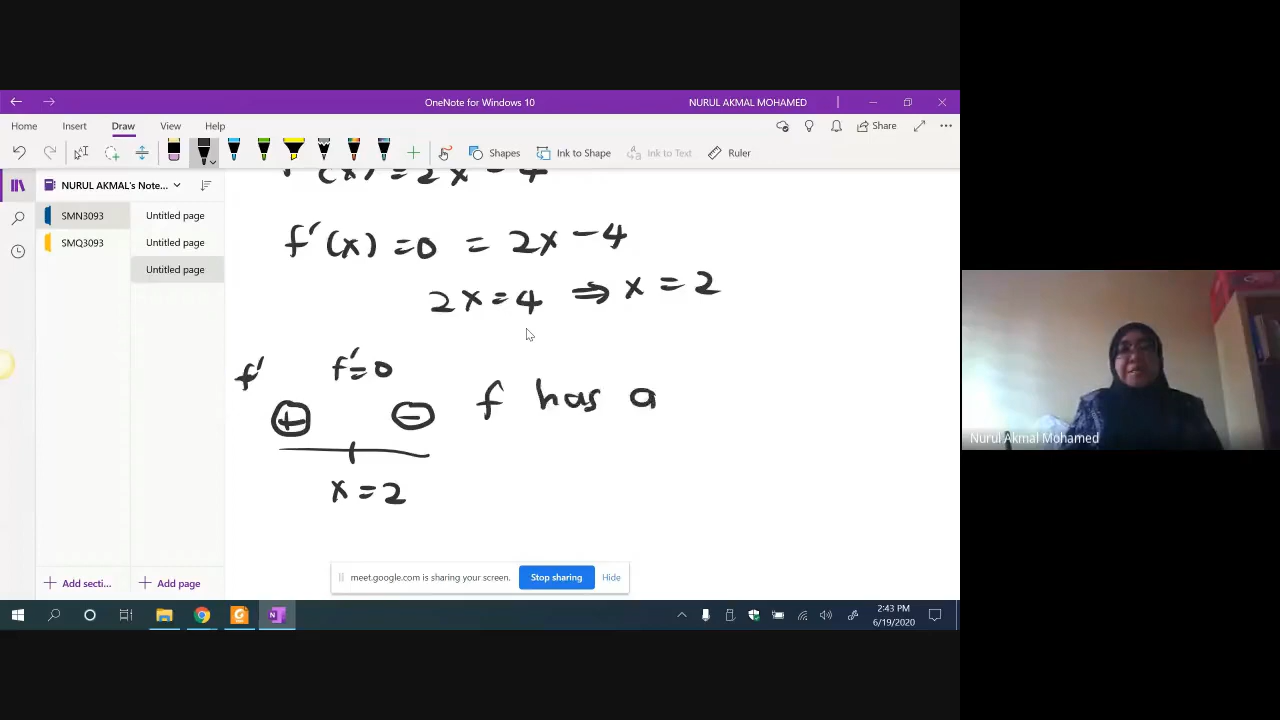 OneNote for Windows 10
NURUL AKMAL MOHAMED
Home Insert Draw View Help
Share
Shapes Ink to Shape Ink to Text Ruler
NURUL AKMAL's Note...
SMN3093
SMQ3093
Untitled page
Untitled page
Untitled page
f'(x) = 2x - 4
f'(x) = 0 = 2x - 4
2x = 4 ⇒ x = 2
f' f' = 0
+ - f has a
x = 2
Nurul Akmal Mohamed
meet.google.com is sharing your screen. Stop sharing Hide
Add secti... Add page
2:43 PM
6/19/2020